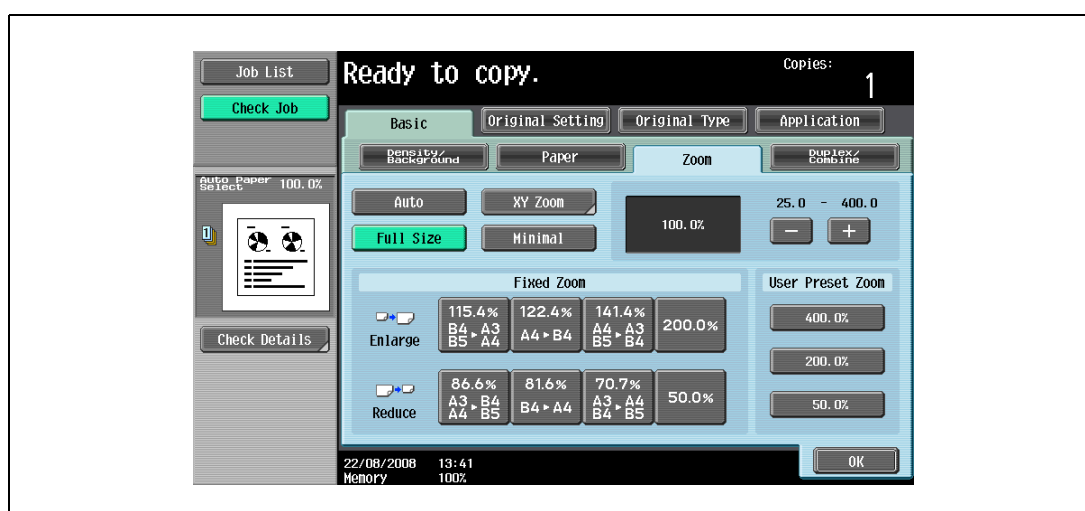 Job List
Check Job
Auto Paper
Select
100.0%
1
Check Details
Ready to copy.
Copies:
1
Basic
Original Setting
Original Type
Application
Density/
Background
Paper
Zoom
Duplex/
Combine
Auto
XY Zoom
Full Size
Minimal
100.0%
25.0 - 400.0
− +
Fixed Zoom
Enlarge
115.4%
B4 ▸ A3
B5 ▸ A4
122.4%
A4 ▸ B4
141.4%
A4 ▸ A3
B5 ▸ B4
200.0%
Reduce
86.6%
A3 ▸ B4
A4 ▸ B5
81.6%
B4 ▸ A4
70.7%
A3 ▸ A4
B4 ▸ B5
50.0%
User Preset Zoom
400.0%
200.0%
50.0%
22/08/2008 13:41
Memory 100%
OK